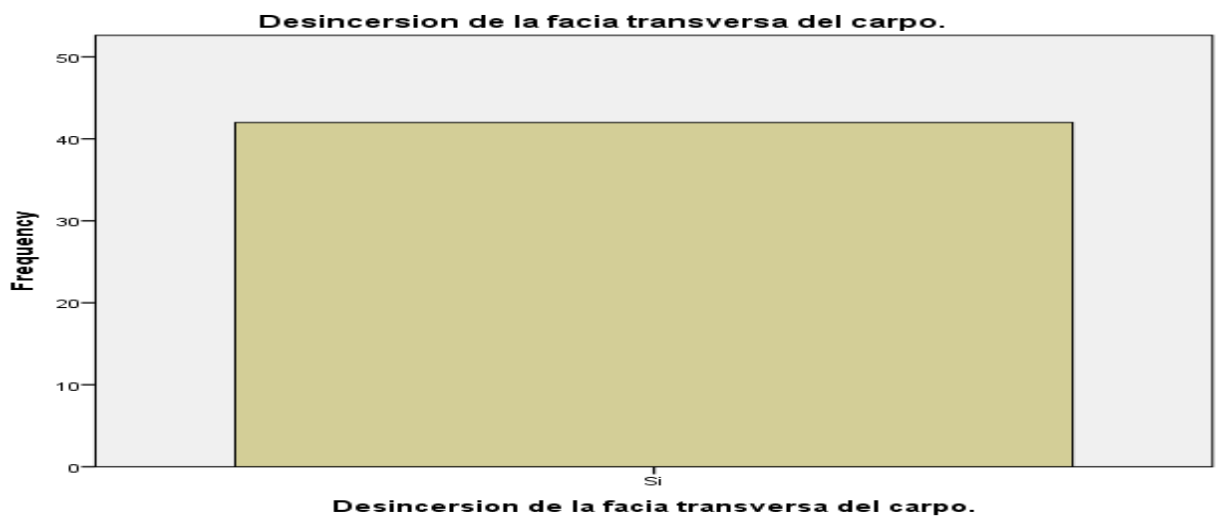 Desincersion de la facia transversa del carpo.
50
40
30
20
10
0
Frequency
Si
Desincersion de la facia transversa del carpo.